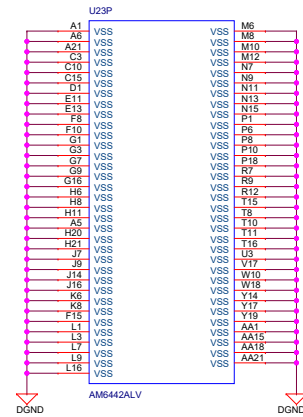 U23P
A1 VSS VSS M6
A6 VSS VSS M8
A21 VSS VSS M10
C3 VSS VSS M12
C10 VSS VSS N7
C15 VSS VSS N9
D1 VSS VSS N11
E11 VSS VSS N13
E13 VSS VSS N15
F8 VSS VSS P1
F10 VSS VSS P6
G1 VSS VSS P8
G3 VSS VSS P10
G7 VSS VSS P18
G9 VSS VSS R7
G16 VSS VSS R9
H6 VSS VSS R12
H8 VSS VSS T15
H11 VSS VSS T8
A5 VSS VSS T10
H20 VSS VSS T11
H21 VSS VSS T16
J7 VSS VSS U3
J9 VSS VSS V17
J14 VSS VSS W10
J16 VSS VSS W18
K6 VSS VSS Y14
K8 VSS VSS Y17
F15 VSS VSS Y19
L1 VSS VSS AA1
L3 VSS VSS AA15
L7 VSS VSS AA18
L9 VSS VSS AA21
L16 VSS
AM6442ALV
DGND DGND